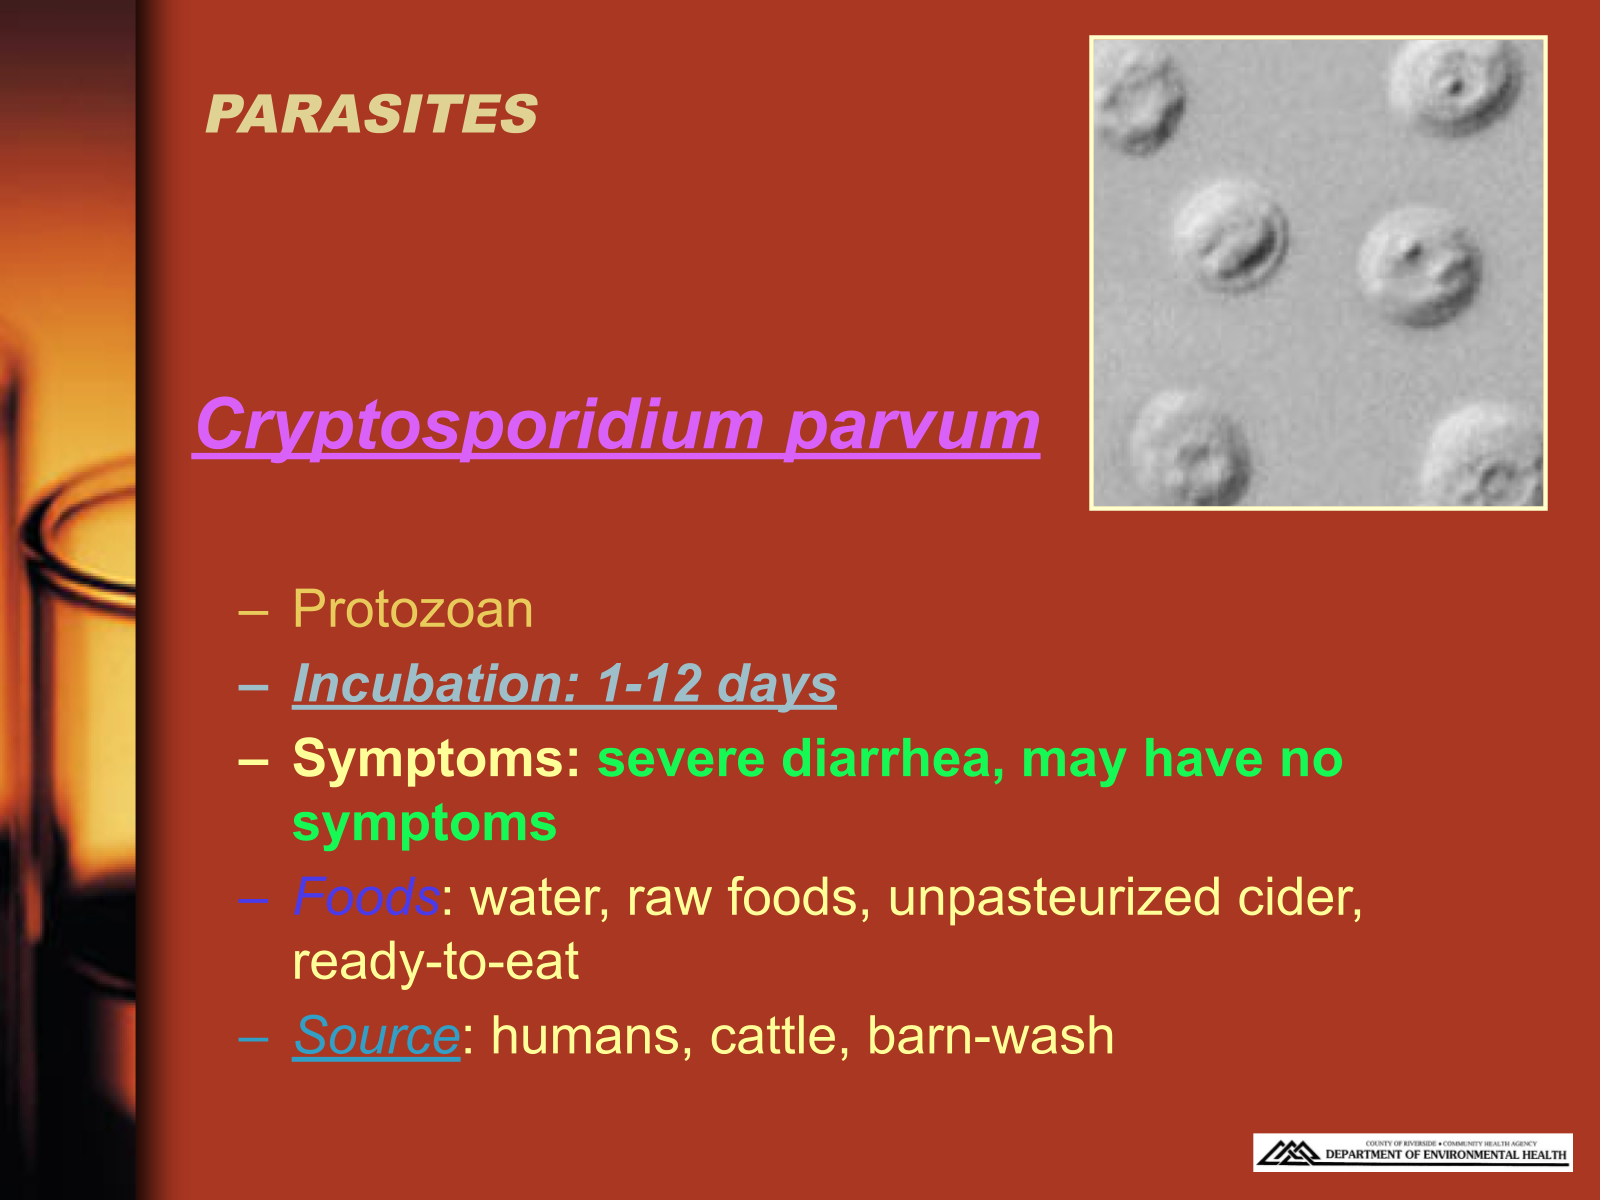 PARASITES
Cryptosporidium parvum
– Protozoan
– Incubation: 1-12 days
– Symptoms: severe diarrhea, may have no
symptoms
– Foods: water, raw foods, unpasteurized cider,
ready-to-eat
– Source: humans, cattle, barn-wash
COUNTY OF RIVERSIDE • COMMUNITY HEALTH AGENCY
DEPARTMENT OF ENVIRONMENTAL HEALTH